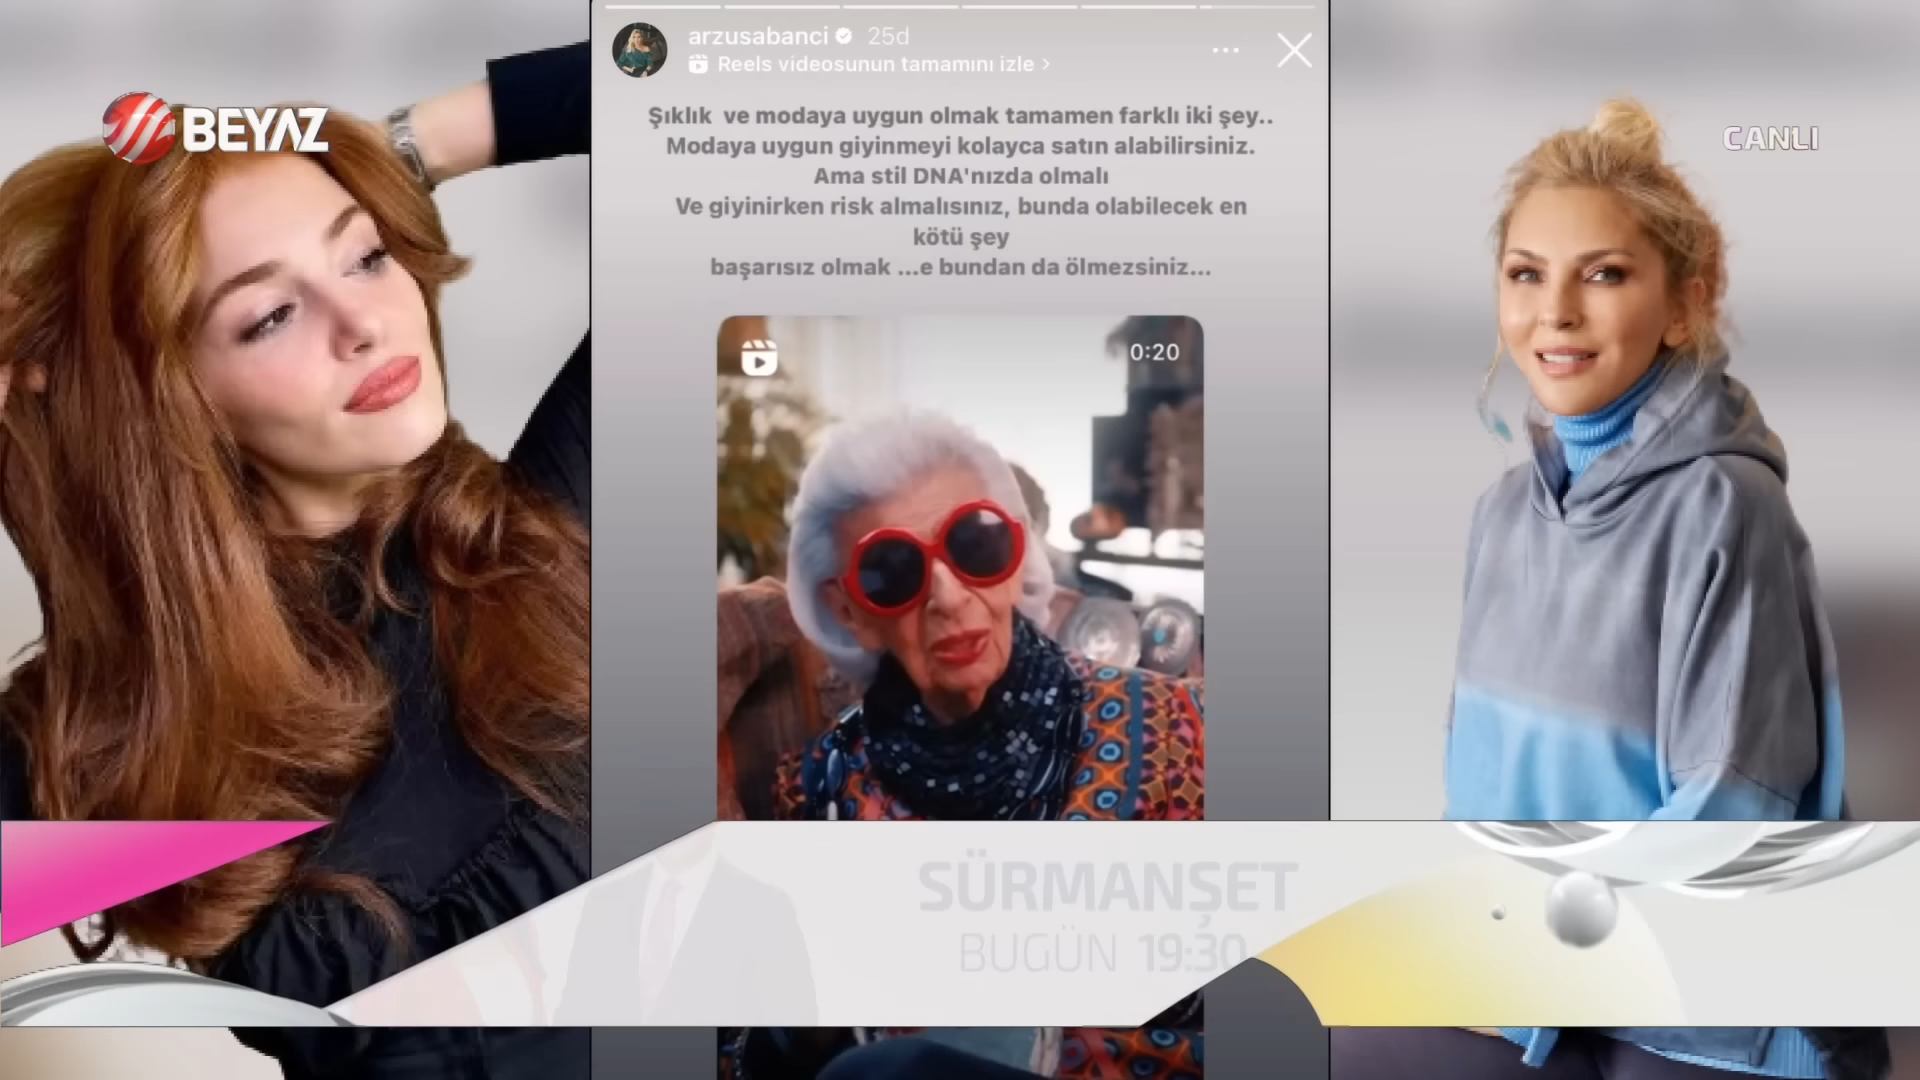 arzusabanci 25d
Reels videosunun tamamını izle
BEYAZ
CANLI
Şıklık ve modaya uygun olmak tamamen farklı iki şey..
Modaya uygun giyinmeyi kolayca satın alabilirsiniz.
Ama stil DNA'nızda olmalı
Ve giyinirken risk almalısınız, bunda olabilecek en
kötü şey
başarısız olmak ...e bundan da ölmezsiniz...
0:20
SÜRMANŞET
BUGÜN 19:30